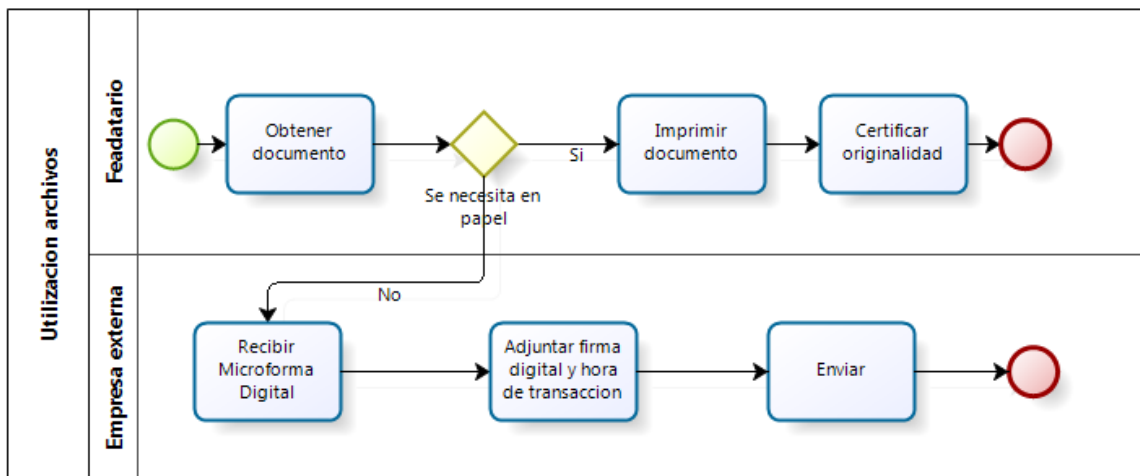 Utilizacion archivos
Feadatario
Obtener
documento
Se necesita en
papel
Si
Imprimir
documento
Certificar
originalidad
Empresa externa
No
Recibir
Microforma
Digital
Adjuntar firma
digital y hora
de transaccion
Enviar